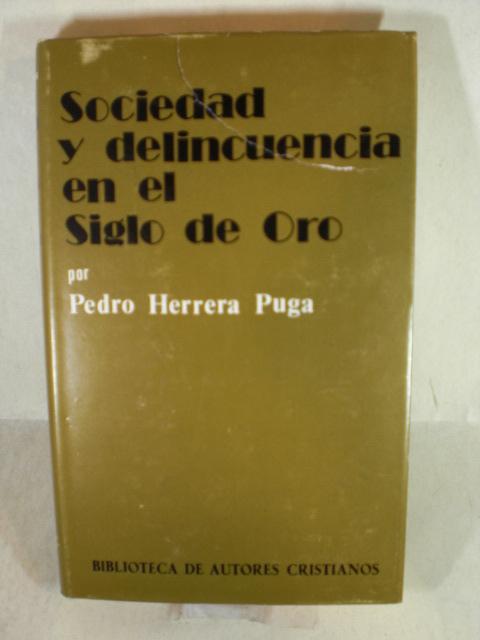 Sociedad
y delincuencia
en el
Siglo de Oro
por
Pedro Herrera Puga
BIBLIOTECA DE AUTORES CRISTIANOS